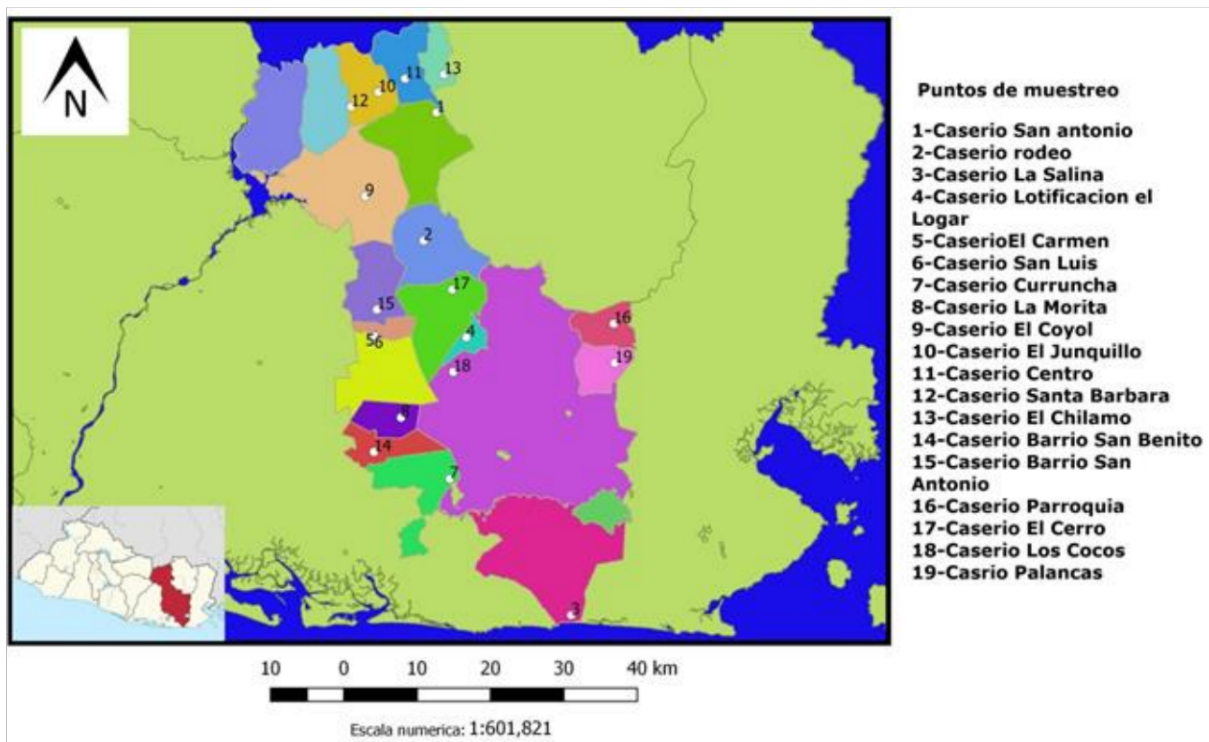 N
12
10
11
13
1
9
2
17
15
16
5
6
4
19
18
8
14
7
3
10 0 10 20 30 40 km
Escala numerica: 1:601,821
Puntos de muestreo
1-Caserio San antonio
2-Caserio rodeo
3-Caserio La Salina
4-Caserio Lotificacion el
Logar
5-CaserioEl Carmen
6-Caserio San Luis
7-Caserio Curruncha
8-Caserio La Morita
9-Caserio El Coyol
10-Caserio El Junquillo
11-Caserio Centro
12-Caserio Santa Barbara
13-Caserio El Chilamo
14-Caserio Barrio San Benito
15-Caserio Barrio San
Antonio
16-Caserio Parroquia
17-Caserio El Cerro
18-Caserio Los Cocos
19-Casrio Palancas